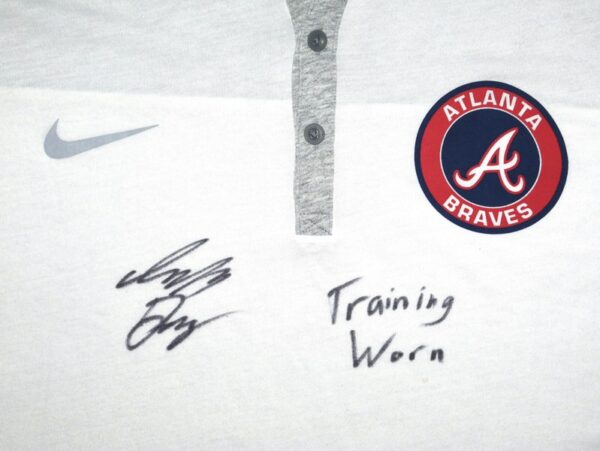 ATLANTA
A
BRAVES
Training
Worn